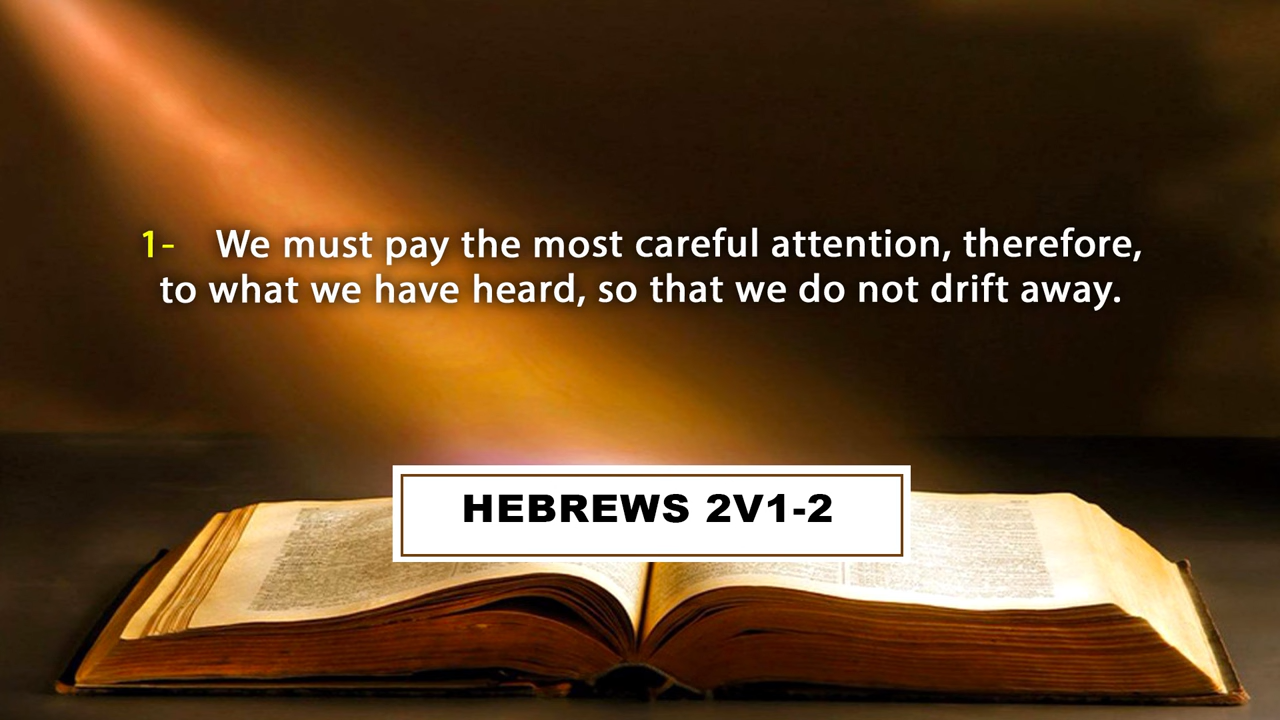 1- We must pay the most careful attention, therefore,
to what we have heard, so that we do not drift away.
HEBREWS 2V1-2